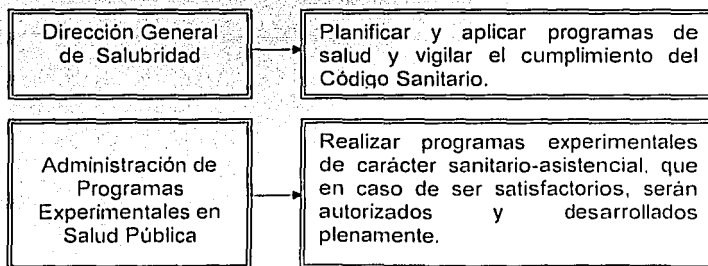 Dirección General
de Salubridad
Planificar y aplicar programas de
salud y vigilar el cumplimiento del
Código Sanitario.
Administración de
Programas
Experimentales en
Salud Pública
Realizar programas experimentales
de carácter sanitario-asistencial, que
en caso de ser satisfactorios, serán
autorizados y desarrollados
plenamente.